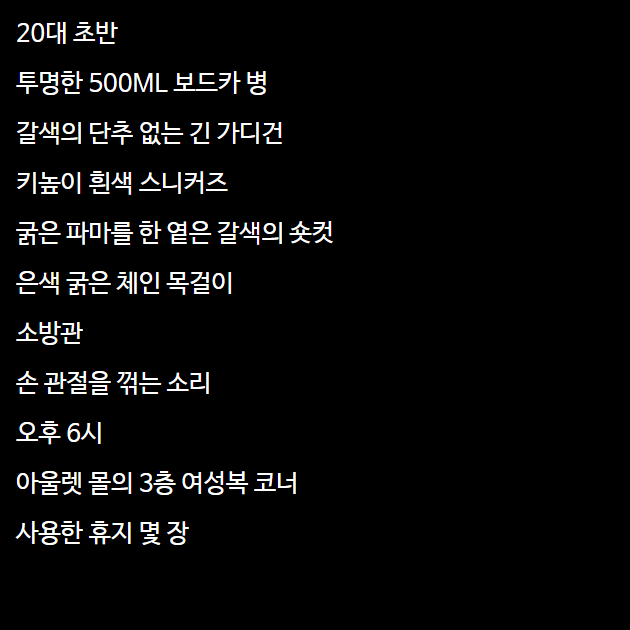 20대 초반
투명한 500ML 보드카 병
갈색의 단추 없는 긴 가디건
키높이 흰색 스니커즈
굵은 파마를 한 옅은 갈색의 숏컷
은색 굵은 체인 목걸이
소방관
손 관절을 꺾는 소리
오후 6시
아울렛 몰의 3층 여성복 코너
사용한 휴지 몇 장